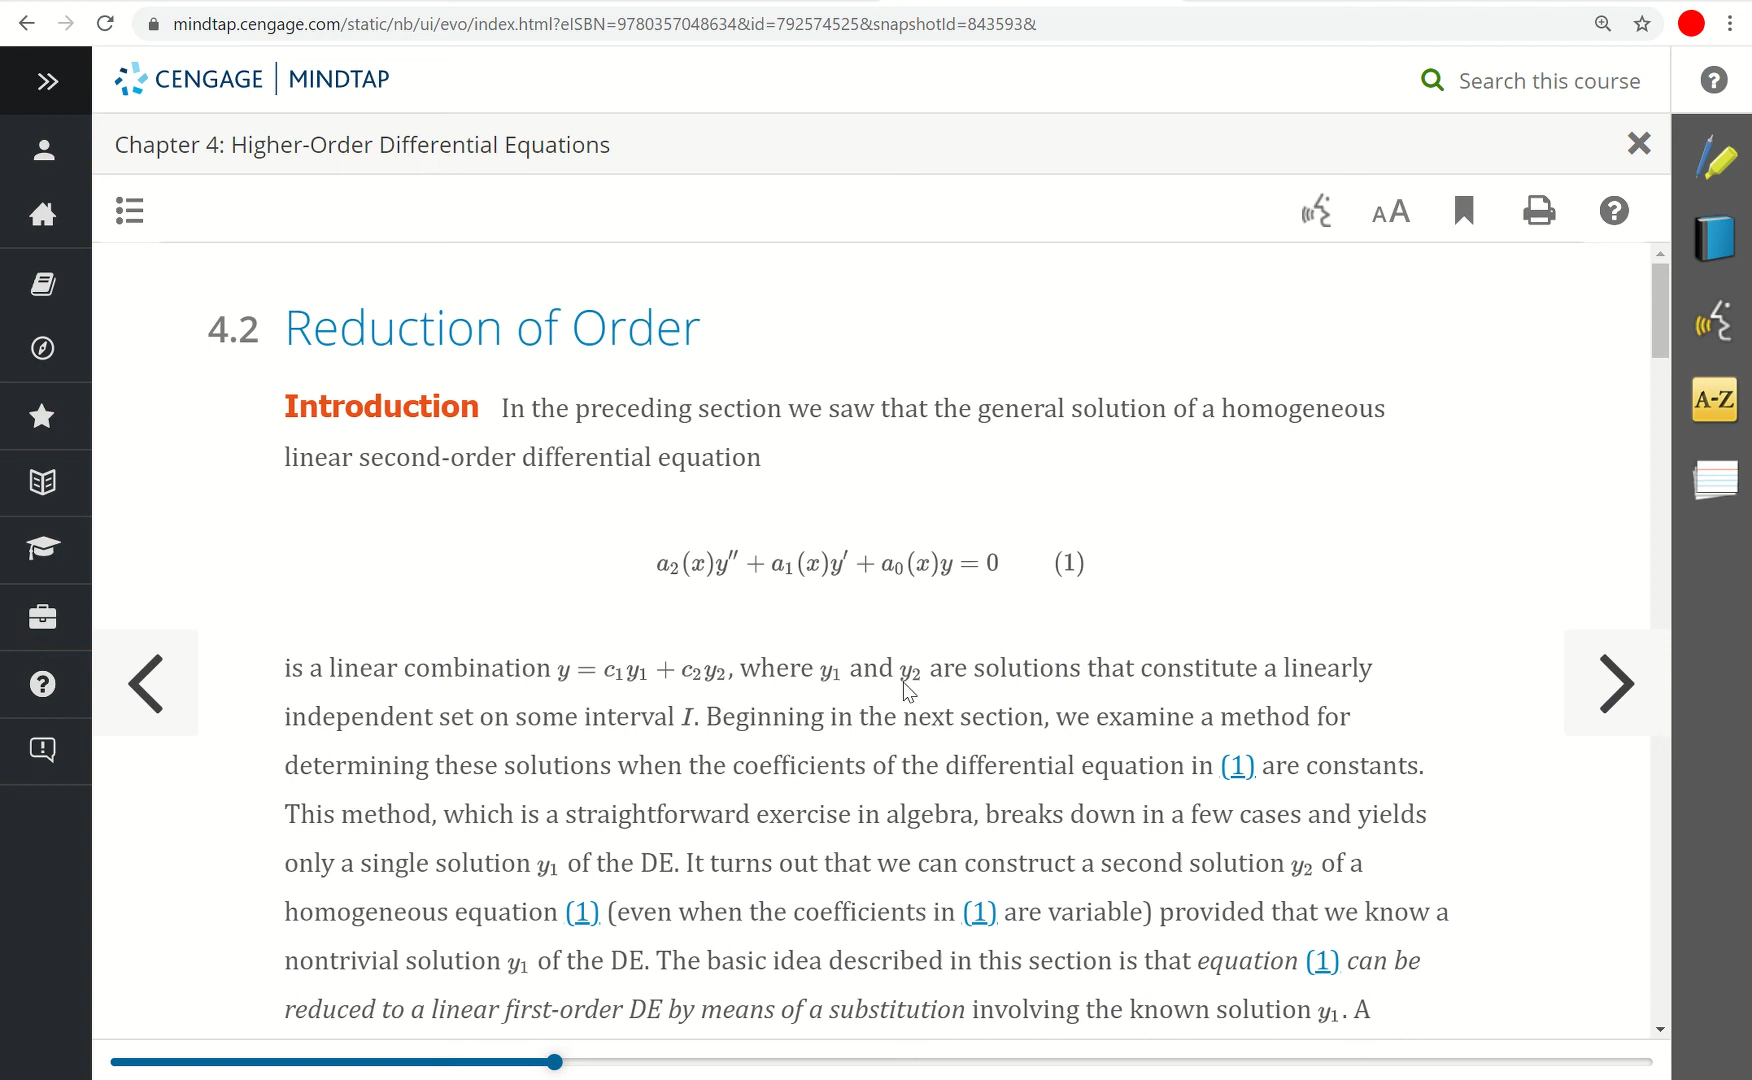 mindtap.cengage.com/static/nb/ui/evo/index.html?eISBN=9780357048634&id=792574525&snapshotId=843593&
CENGAGE | MINDTAP
Search this course
Chapter 4: Higher-Order Differential Equations
AA
4.2 Reduction of Order
Introduction In the preceding section we saw that the general solution of a homogeneous
linear second-order differential equation
a₂(x)y″ + a₁(x)y′ + a₀(x)y = 0 (1)
is a linear combination y = c₁y₁ + c₂y₂, where y₁ and y₂ are solutions that constitute a linearly
independent set on some interval I. Beginning in the next section, we examine a method for
determining these solutions when the coefficients of the differential equation in (1) are constants.
This method, which is a straightforward exercise in algebra, breaks down in a few cases and yields
only a single solution y₁ of the DE. It turns out that we can construct a second solution y₂ of a
homogeneous equation (1) (even when the coefficients in (1) are variable) provided that we know a
nontrivial solution y₁ of the DE. The basic idea described in this section is that equation (1) can be
reduced to a linear first-order DE by means of a substitution involving the known solution y₁. A
A-Z